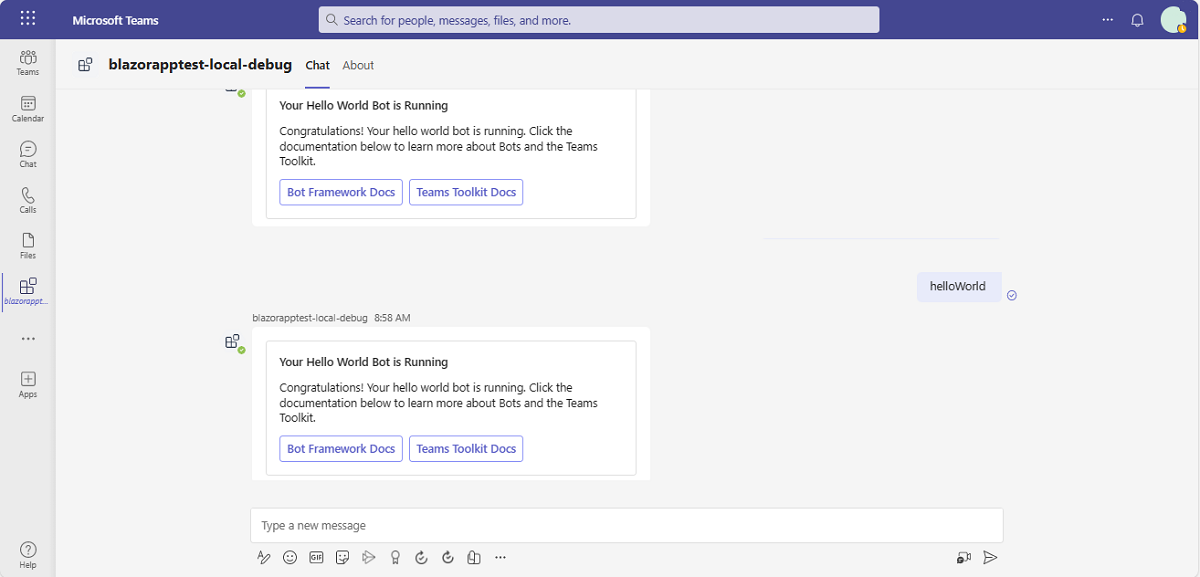 Microsoft Teams
Search for people, messages, files, and more.
Teams
Calendar
Chat
Calls
Files
blazorappt...
Apps
Help
blazorapptest-local-debug Chat About
Your Hello World Bot is Running
Congratulations! Your hello world bot is running. Click the
documentation below to learn more about Bots and the Teams
Toolkit.
Bot Framework Docs Teams Toolkit Docs
helloWorld
blazorapptest-local-debug 8:58 AM
Your Hello World Bot is Running
Congratulations! Your hello world bot is running. Click the
documentation below to learn more about Bots and the Teams
Toolkit.
Bot Framework Docs Teams Toolkit Docs
Type a new message
GIF